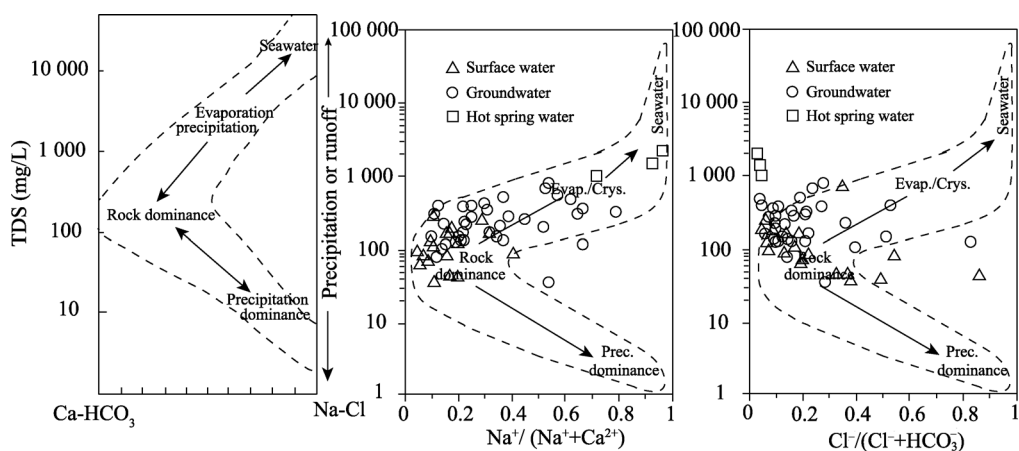 Seawater
10 000
Evaporation
precipitation
1 000
TDS (mg/L)
Rock dominance
100
Precipitation
dominance
10
Ca-HCO₃
Na-Cl
Precipitation or runoff
100 000
Surface water
Groundwater
Hot spring water
10 000
Seawater
1 000
Evap./Crys.
100
Rock
dominance
10
Prec.
dominance
1
0 0.2 0.4 0.6 0.8 1
Na⁺/ (Na⁺+Ca²⁺)
100 000
Surface water
Groundwater
Hot spring water
10 000
Seawater
1 000
Evap./Crys.
100
Rock
dominance
10
Prec.
dominance
1
0 0.2 0.4 0.6 0.8 1
Cl⁻/(Cl⁻+HCO₃⁻)